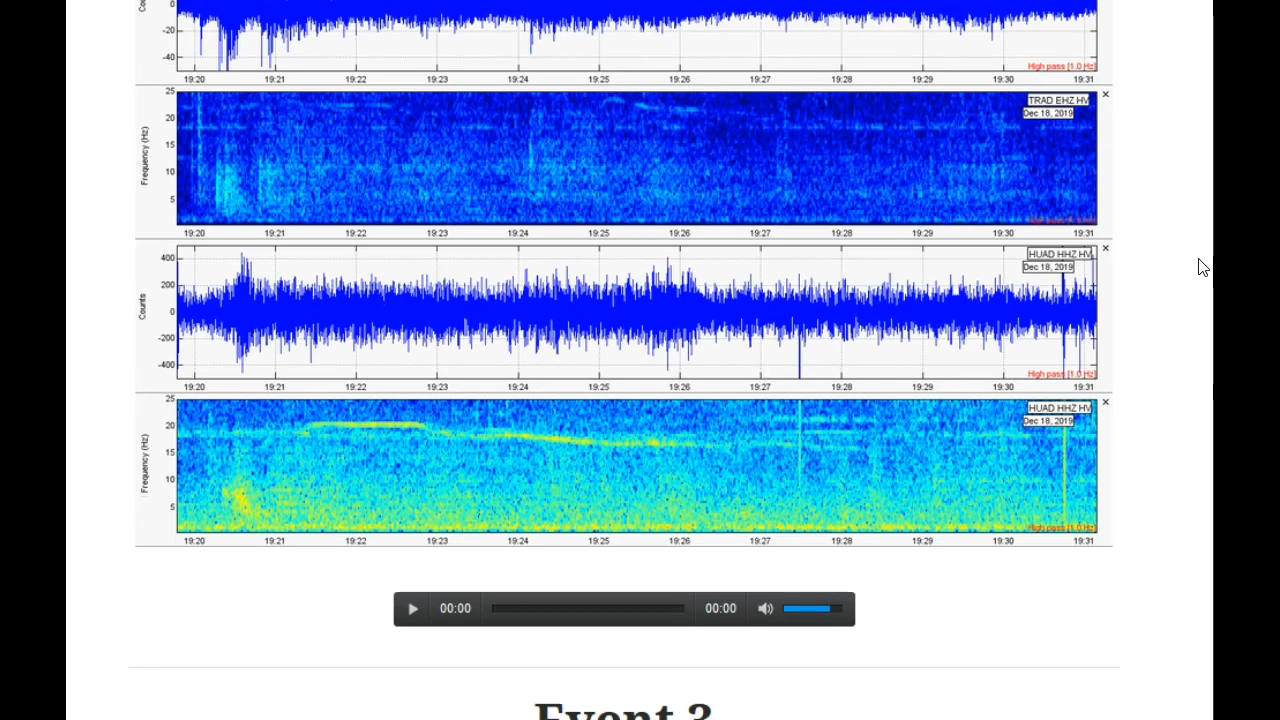 0
-20
-40
High pass [1.0 Hz]
19:20 19:21 19:22 19:23 19:24 19:25 19:26 19:27 19:28 19:29 19:30 19:31
25
20
15
10
5
Frequency (Hz)
TRAD EHZ HV
Dec 18, 2019
19:20 19:21 19:22 19:23 19:24 19:25 19:26 19:27 19:28 19:29 19:30 19:31
400
200
0
-200
-400
Counts
HUAD HHZ HV
Dec 18, 2019
High pass [1.0 Hz]
19:20 19:21 19:22 19:23 19:24 19:25 19:26 19:27 19:28 19:29 19:30 19:31
25
20
15
10
5
Frequency (Hz)
HUAD HHZ HV
Dec 18, 2019
High pass [1.0 Hz]
19:20 19:21 19:22 19:23 19:24 19:25 19:26 19:27 19:28 19:29 19:30 19:31
00:00 00:00
Event 3